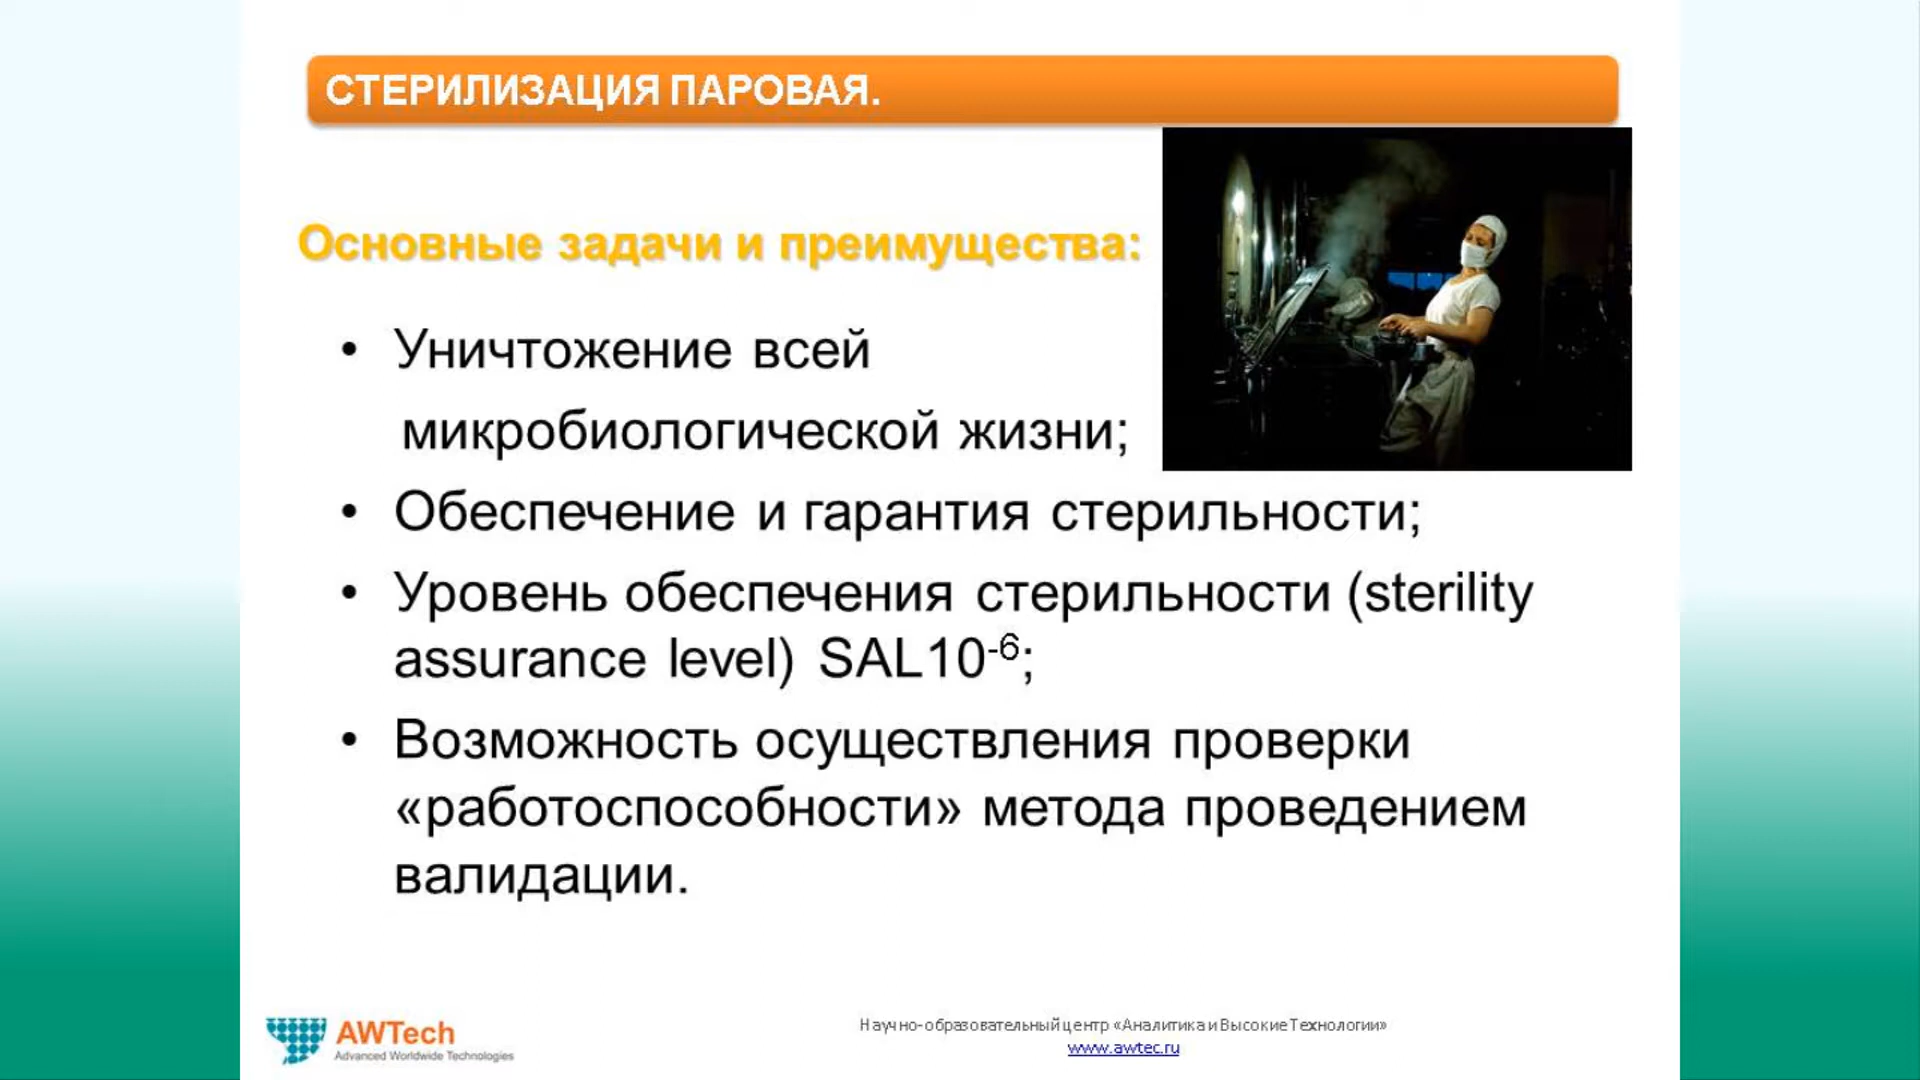 СТЕРИЛИЗАЦИЯ ПАРОВАЯ.
Основные задачи и преимущества:
• Уничтожение всей
микробиологической жизни;
• Обеспечение и гарантия стерильности;
• Уровень обеспечения стерильности (sterility
assurance level) SAL10⁻⁶;
• Возможность осуществления проверки
«работоспособности» метода проведением
валидации.
AWTech
Advanced Worldwide Technologies
Научно-образовательный центр «Аналитика и Высокие Технологии»
www.awtec.ru